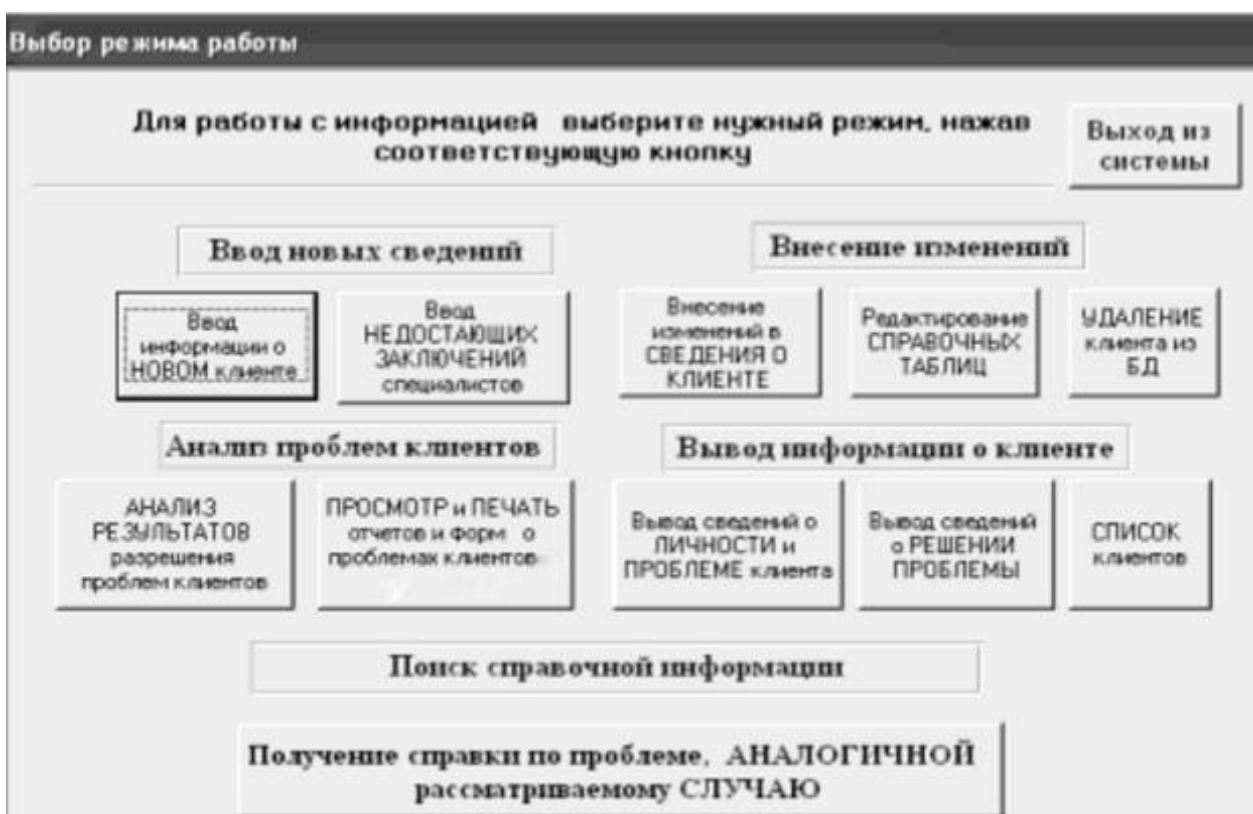 Выбор режима работы
Для работы с информацией выберите нужный режим, нажав
соответствующую кнопку
Выход из
системы
Ввод новых сведений
Внесение изменений
Ввод
информации о
НОВОМ клиенте
Ввод
НЕДОСТАЮЩИХ
ЗАКЛЮЧЕНИЙ
специалистов
Внесение
изменений в
СВЕДЕНИЯ О
КЛИЕНТЕ
Редактирование
СПРАВОЧНЫХ
ТАБЛИЦ
УДАЛЕНИЕ
клиента из
БД
Анализ проблем клиентов
Вывод информации о клиенте
АНАЛИЗ
РЕЗУЛЬТАТОВ
разрешения
проблем клиентов
ПРОСМОТР и ПЕЧАТЬ
отчетов и форм о
проблемах клиентов
Вывод сведений о
ЛИЧНОСТИ и
ПРОБЛЕМЕ клиента
Вывод сведений
о РЕШЕНИИ
ПРОБЛЕМЫ
СПИСОК
клиентов
Поиск справочной информации
Получение справки по проблеме, АНАЛОГИЧНОЙ
рассматриваемому СЛУЧАЮ